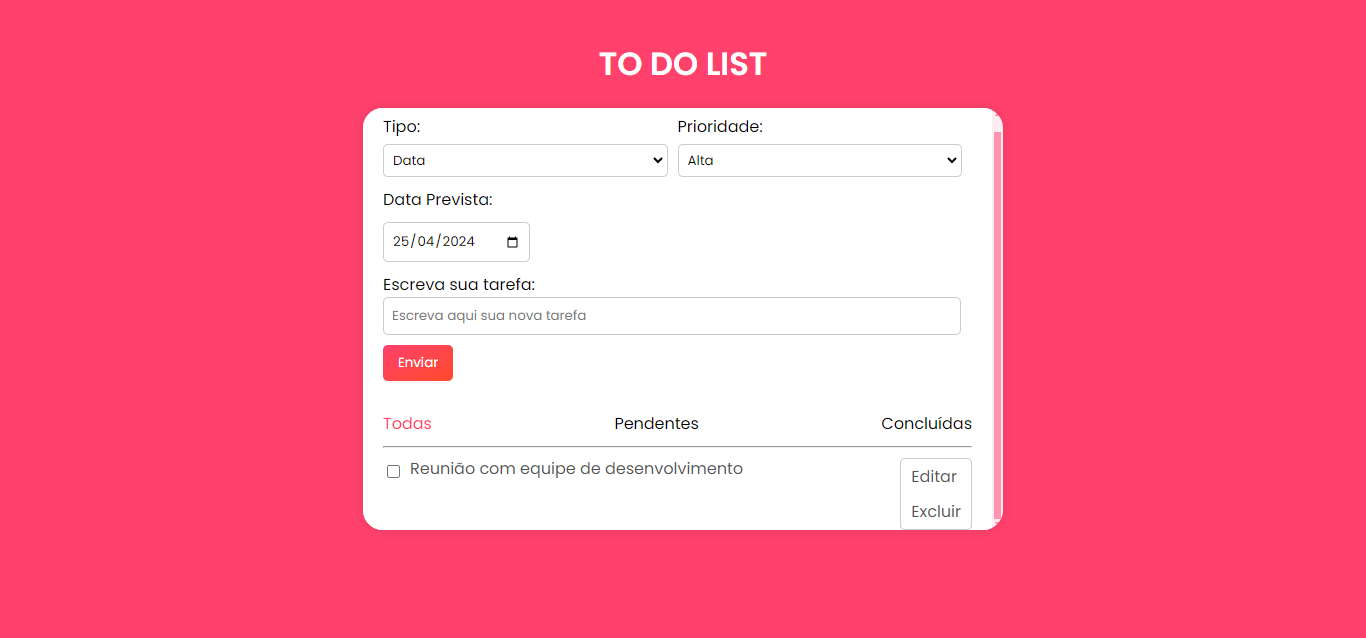 TO DO LIST
Tipo: Prioridade:
Data Alta
Data Prevista:
25/04/2024
Escreva sua tarefa:
Escreva aqui sua nova tarefa
Enviar
Todas Pendentes Concluídas
Reunião com equipe de desenvolvimento
Editar
Excluir